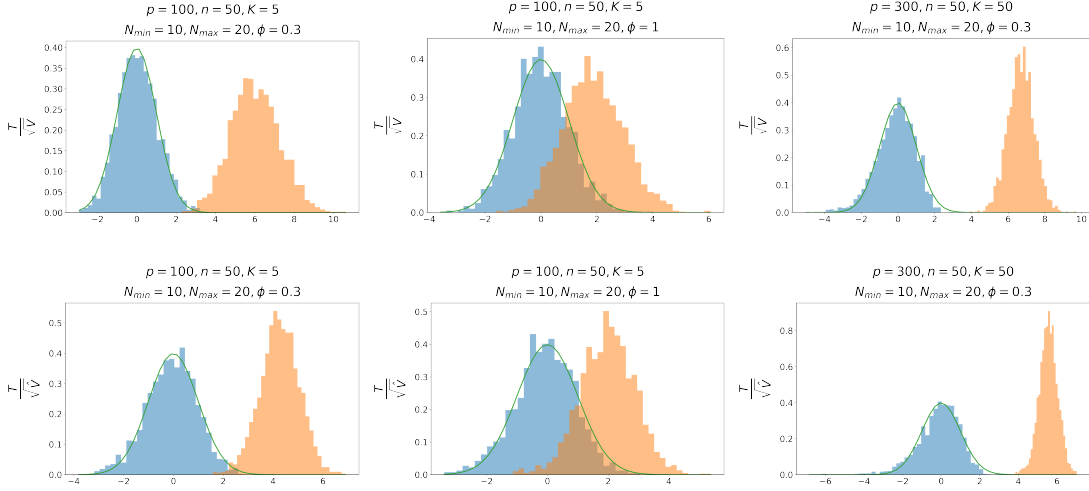 p = 100, n = 50, K = 5
N_min = 10, N_max = 20, ϕ = 0.3
0.40
0.35
0.30
0.25
0.20
0.15
0.10
0.05
0.00
T/√V
−2 0 2 4 6 8 10
p = 100, n = 50, K = 5
N_min = 10, N_max = 20, ϕ = 1
0.4
0.3
0.2
0.1
0.0
−4 −2 0 2 4 6
p = 300, n = 50, K = 50
N_min = 10, N_max = 20, ϕ = 0.3
0.6
0.5
0.4
0.3
0.2
0.1
0.0
T/√V
−4 −2 0 2 4 6 8 10
p = 100, n = 50, K = 5
N_min = 10, N_max = 20, ϕ = 0.3
0.5
0.4
0.3
0.2
0.1
0.0
T/√V̂
−4 −2 0 2 4 6
p = 100, n = 50, K = 5
N_min = 10, N_max = 20, ϕ = 1
0.5
0.4
0.3
0.2
0.1
0.0
T/√V̂
−2 0 2 4
p = 300, n = 50, K = 50
N_min = 10, N_max = 20, ϕ = 0.3
0.8
0.6
0.4
0.2
0.0
T/√V̂
−6 −4 −2 0 2 4 6